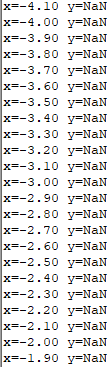 x=-4.10 y=NaN
x=-4.00 y=NaN
x=-3.90 y=NaN
x=-3.80 y=NaN
x=-3.70 y=NaN
x=-3.60 y=NaN
x=-3.50 y=NaN
x=-3.40 y=NaN
x=-3.30 y=NaN
x=-3.20 y=NaN
x=-3.10 y=NaN
x=-3.00 y=NaN
x=-2.90 y=NaN
x=-2.80 y=NaN
x=-2.70 y=NaN
x=-2.60 y=NaN
x=-2.50 y=NaN
x=-2.40 y=NaN
x=-2.30 y=NaN
x=-2.20 y=NaN
x=-2.10 y=NaN
x=-2.00 y=NaN
x=-1.90 y=NaN